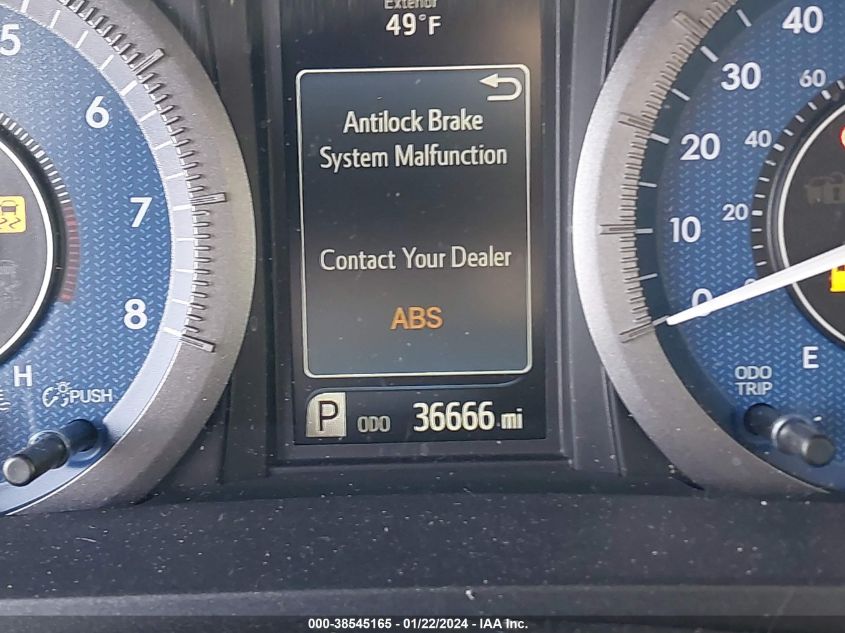 Exterior
49°F
Antilock Brake
System Malfunction
Contact Your Dealer
ABS
P ODO 36666 mi
5
6
7
8
H
PUSH
40
30
20
10
0
60
40
20
E
ODO
TRIP
000-38545165 - 01/22/2024 - IAA Inc.